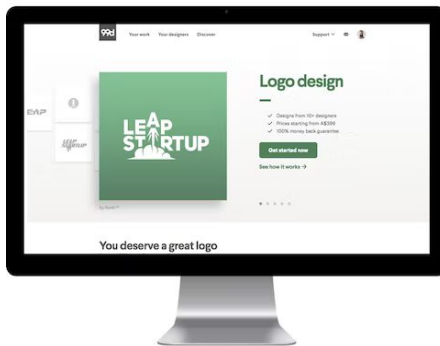 99d
Your work Your designers Discover
Support
LEAP
STARTUP
Logo design
Designs from 10+ designers
Prices starting from A$399
100% money back guarantee
Get started now
See how it works →
You deserve a great logo